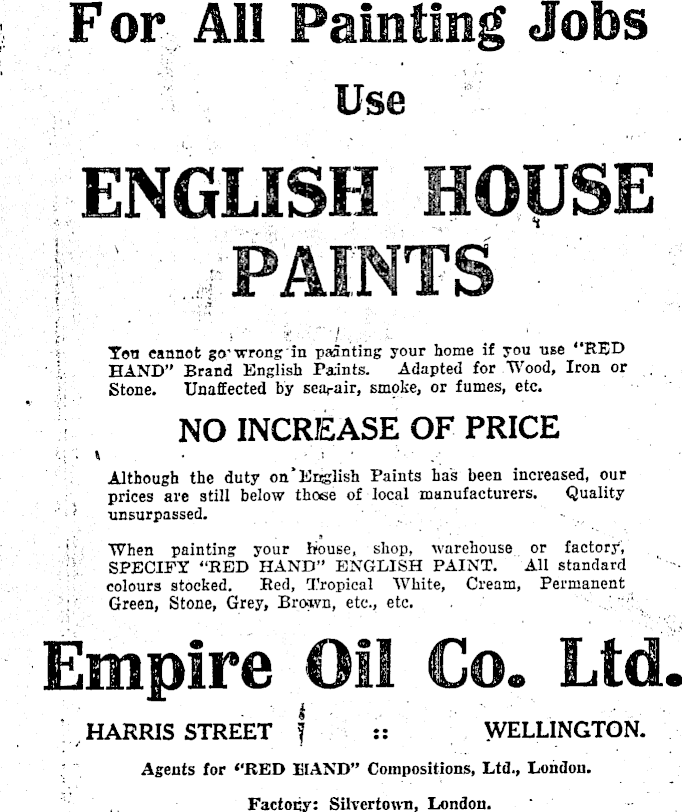 For All Painting Jobs
Use
ENGLISH HOUSE
PAINTS
You cannot go wrong in painting your home if you use "RED
HAND" Brand English Paints. Adapted for Wood, Iron or
Stone. Unaffected by sea-air, smoke, or fumes, etc.
NO INCREASE OF PRICE
Although the duty on English Paints has been increased, our
prices are still below those of local manufacturers. Quality
unsurpassed.
When painting your house, shop, warehouse or factory,
SPECIFY "RED HAND" ENGLISH PAINT. All standard
colours stocked. Red, Tropical White, Cream, Permanent
Green, Stone, Grey, Brown, etc., etc.
Empire Oil Co. Ltd.
HARRIS STREET :: WELLINGTON.
Agents for "RED HAND" Compositions, Ltd., London.
Factory: Silvertown, London.